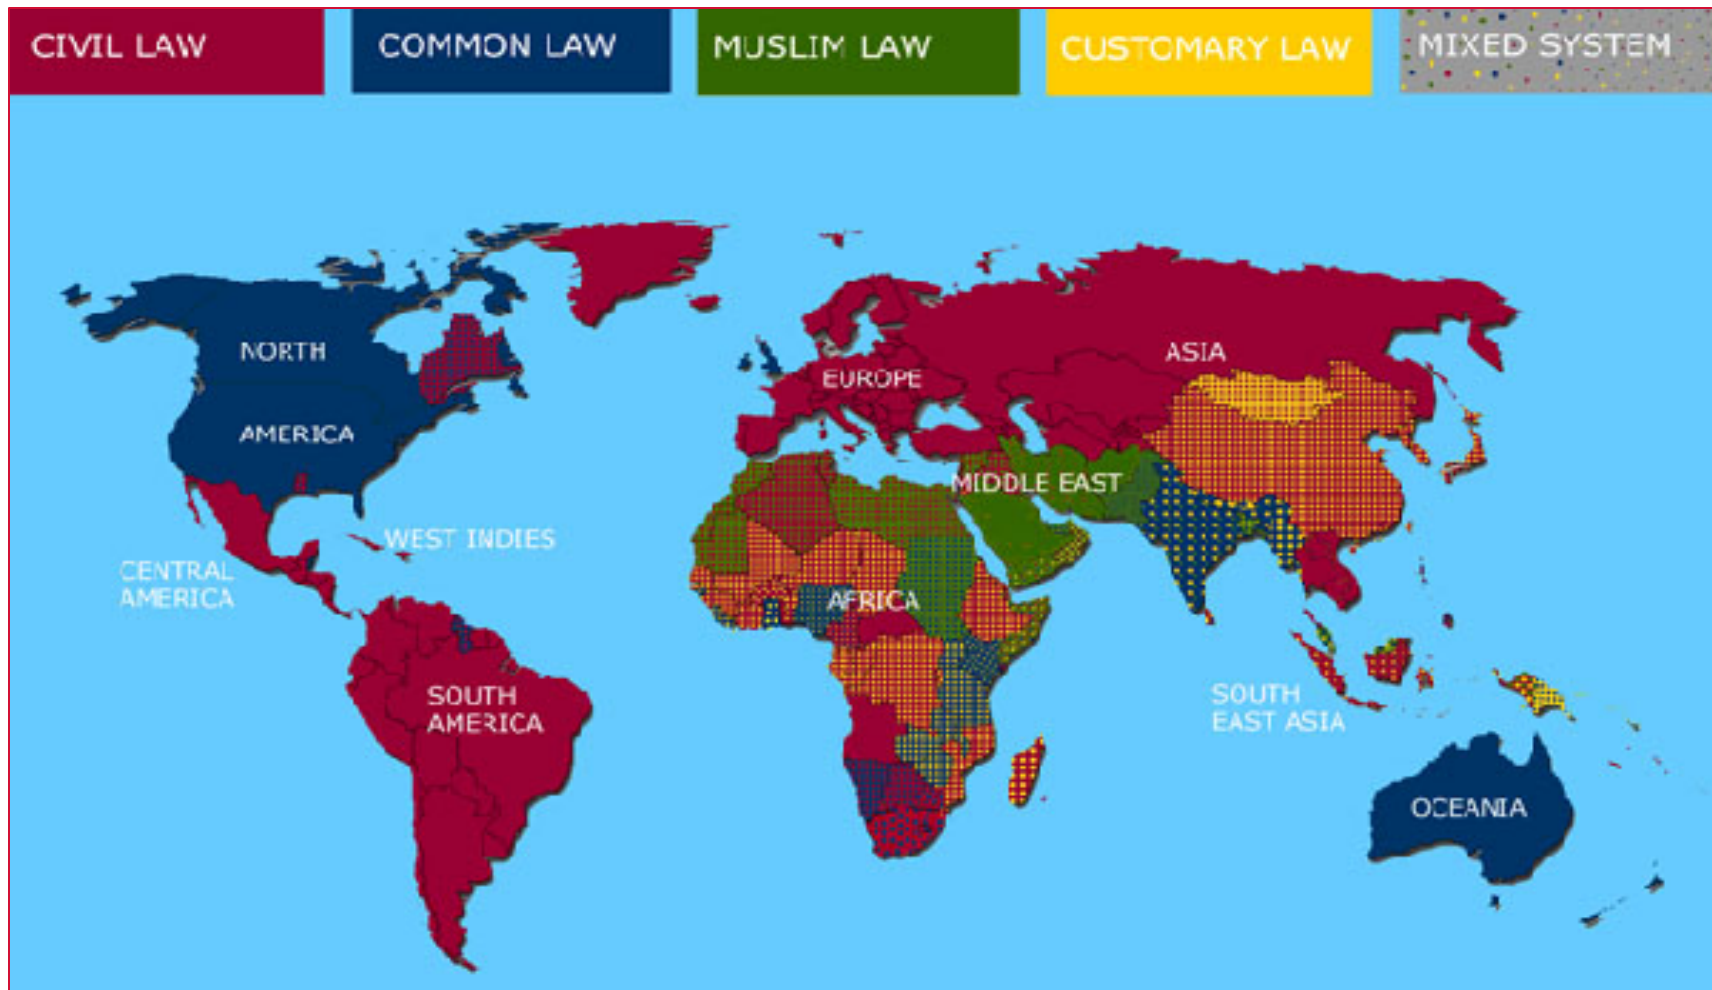 CIVIL LAW
COMMON LAW
MUSLIM LAW
CUSTOMARY LAW
MIXED SYSTEM
NORTH
AMERICA
ASIA
EUROPE
MIDDLE EAST
WEST INDIES
CENTRAL
AMERICA
AFRICA
SOUTH
AMERICA
SOUTH
EAST ASIA
OCEANIA